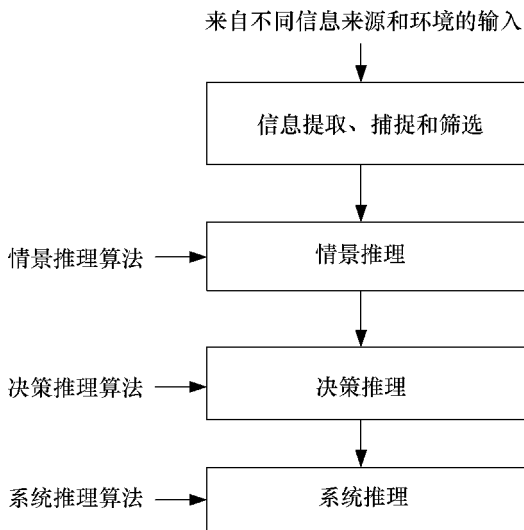 来自不同信息来源和环境的输入
信息提取、捕捉和筛选
情景推理算法
情景推理
决策推理算法
决策推理
系统推理算法
系统推理